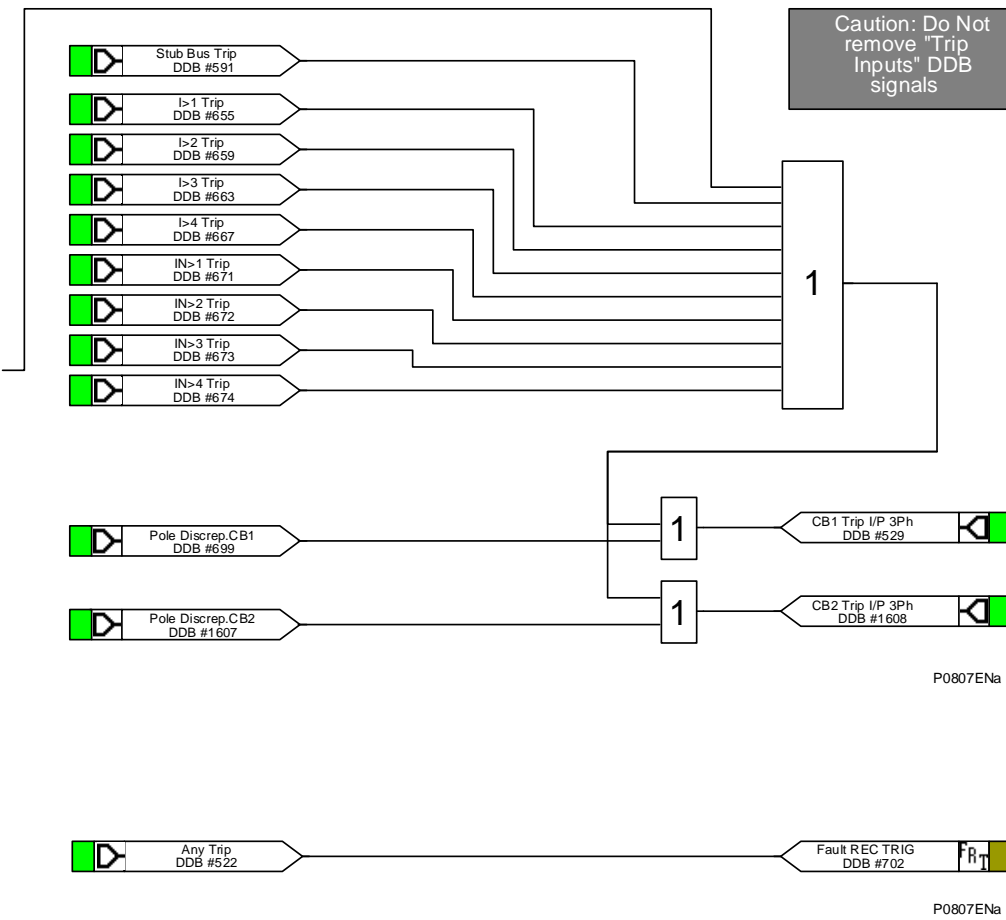 Caution: Do Not
remove "Trip
Inputs" DDB
signals
Stub Bus Trip
DDB #591
I>1 Trip
DDB #655
I>2 Trip
DDB #659
I>3 Trip
DDB #663
I>4 Trip
DDB #667
IN>1 Trip
DDB #671
IN>2 Trip
DDB #672
IN>3 Trip
DDB #673
IN>4 Trip
DDB #674
1
Pole Discrep.CB1
DDB #699
1
CB1 Trip I/P 3Ph
DDB #529
Pole Discrep.CB2
DDB #1607
1
CB2 Trip I/P 3Ph
DDB #1608
P0807ENa
Any Trip
DDB #522
Fault REC TRIG
DDB #702
FRT
P0807ENa